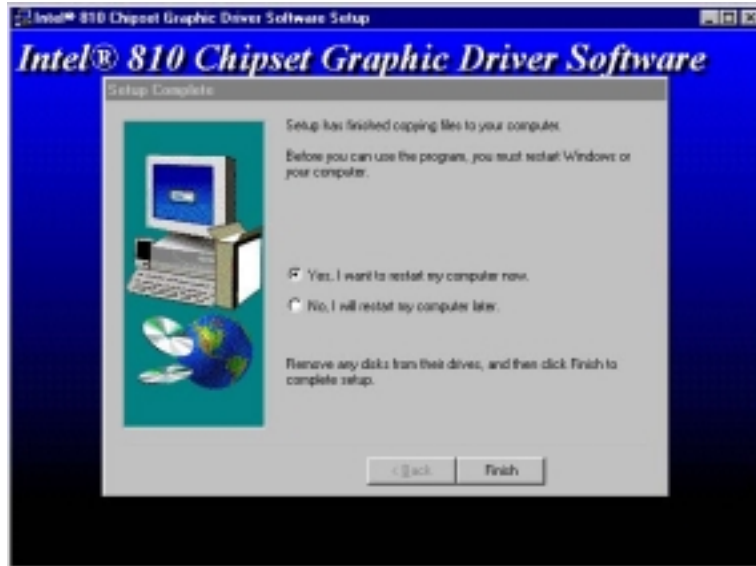 Intel® 810 Chipset Graphic Driver Software Setup
Intel® 810 Chipset Graphic Driver Software
Setup Complete
Setup has finished copying files to your computer.
Before you can use the program, you must restart Windows or
your computer.
Yes, I want to restart my computer now.
No, I will restart my computer later.
Remove any disks from their drives, and then click Finish to
complete setup.
< Back
Finish